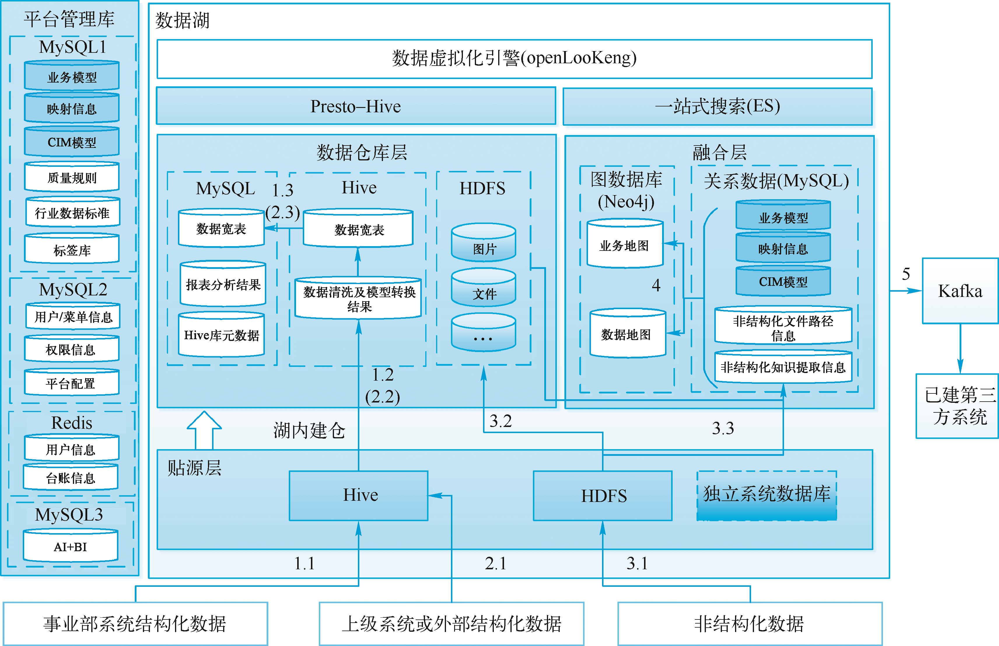 平台管理库
MySQL1
业务模型
映射信息
CIM模型
质量规则
行业数据标准
标签库
MySQL2
用户/菜单信息
权限信息
平台配置
Redis
用户信息
台账信息
MySQL3
AI+BI
数据湖
数据虚拟化引警(openLooKeng)
Presto–Hive
一站式搜索(ES)
数据仓库层
MySQL
数据宽表
报表分析结果
Hive库元数据
1.3
(2.3)
Hive
数据宽表
数据清洗及模型转换
结果
HDFS
图片
文件
…
融合层
图数据库
(Neo4j)
业务地图
4
数据地图
关系数据(MySQL)
业务模型
映射信息
CIM模型
非结构化文件路径
信息
非结构化知识提取信息
1.2
(2.2)
湖内建仓
3.2
3.3
贴源层
Hive
HDFS
独立系统数据库
1.1
2.1
3.1
事业部系统结构化数据
上级系统或外部结构化数据
非结构化数据
5
Kafka
已建第三
方系统